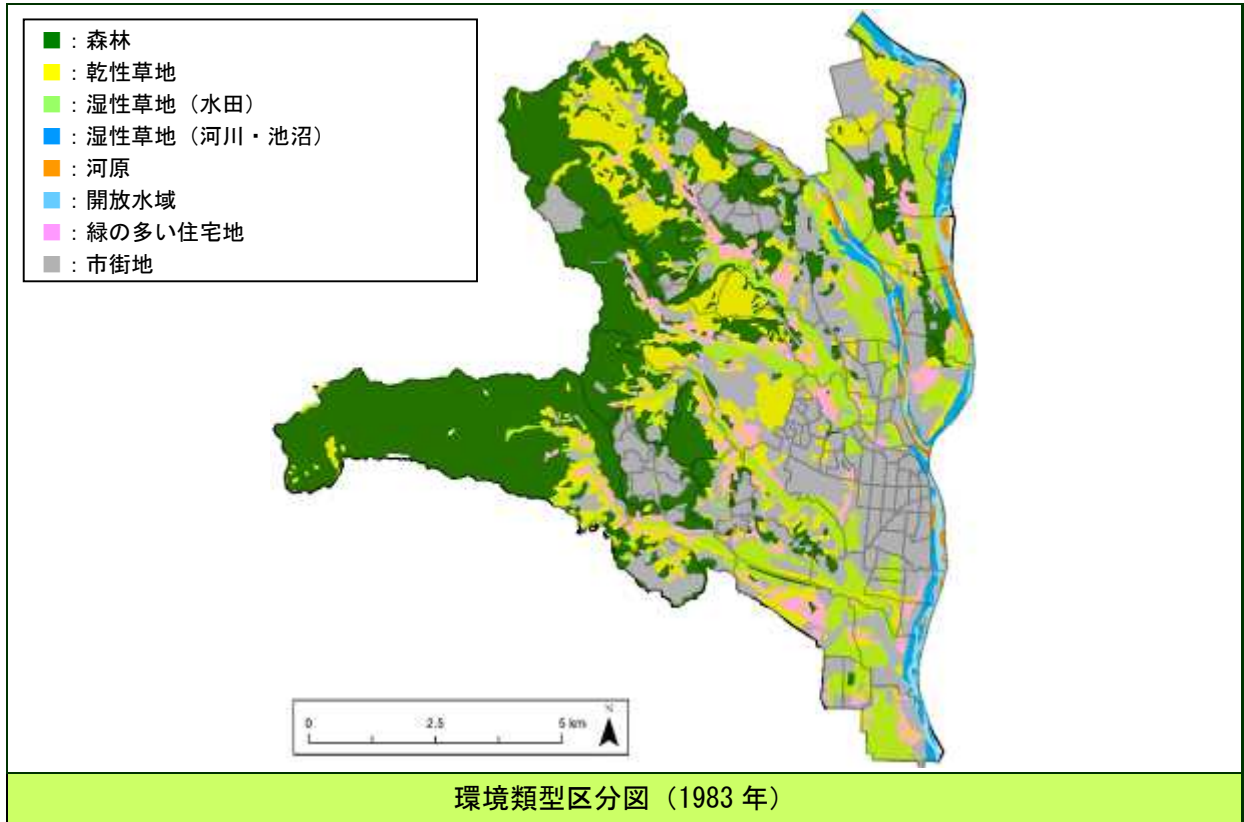 ■：森林
■：乾性草地
■：湿性草地（水田）
■：湿性草地（河川・池沼）
■：河原
■：開放水域
■：緑の多い住宅地
■：市街地
0 2.5 5 km
N
環境類型区分図（1983 年）